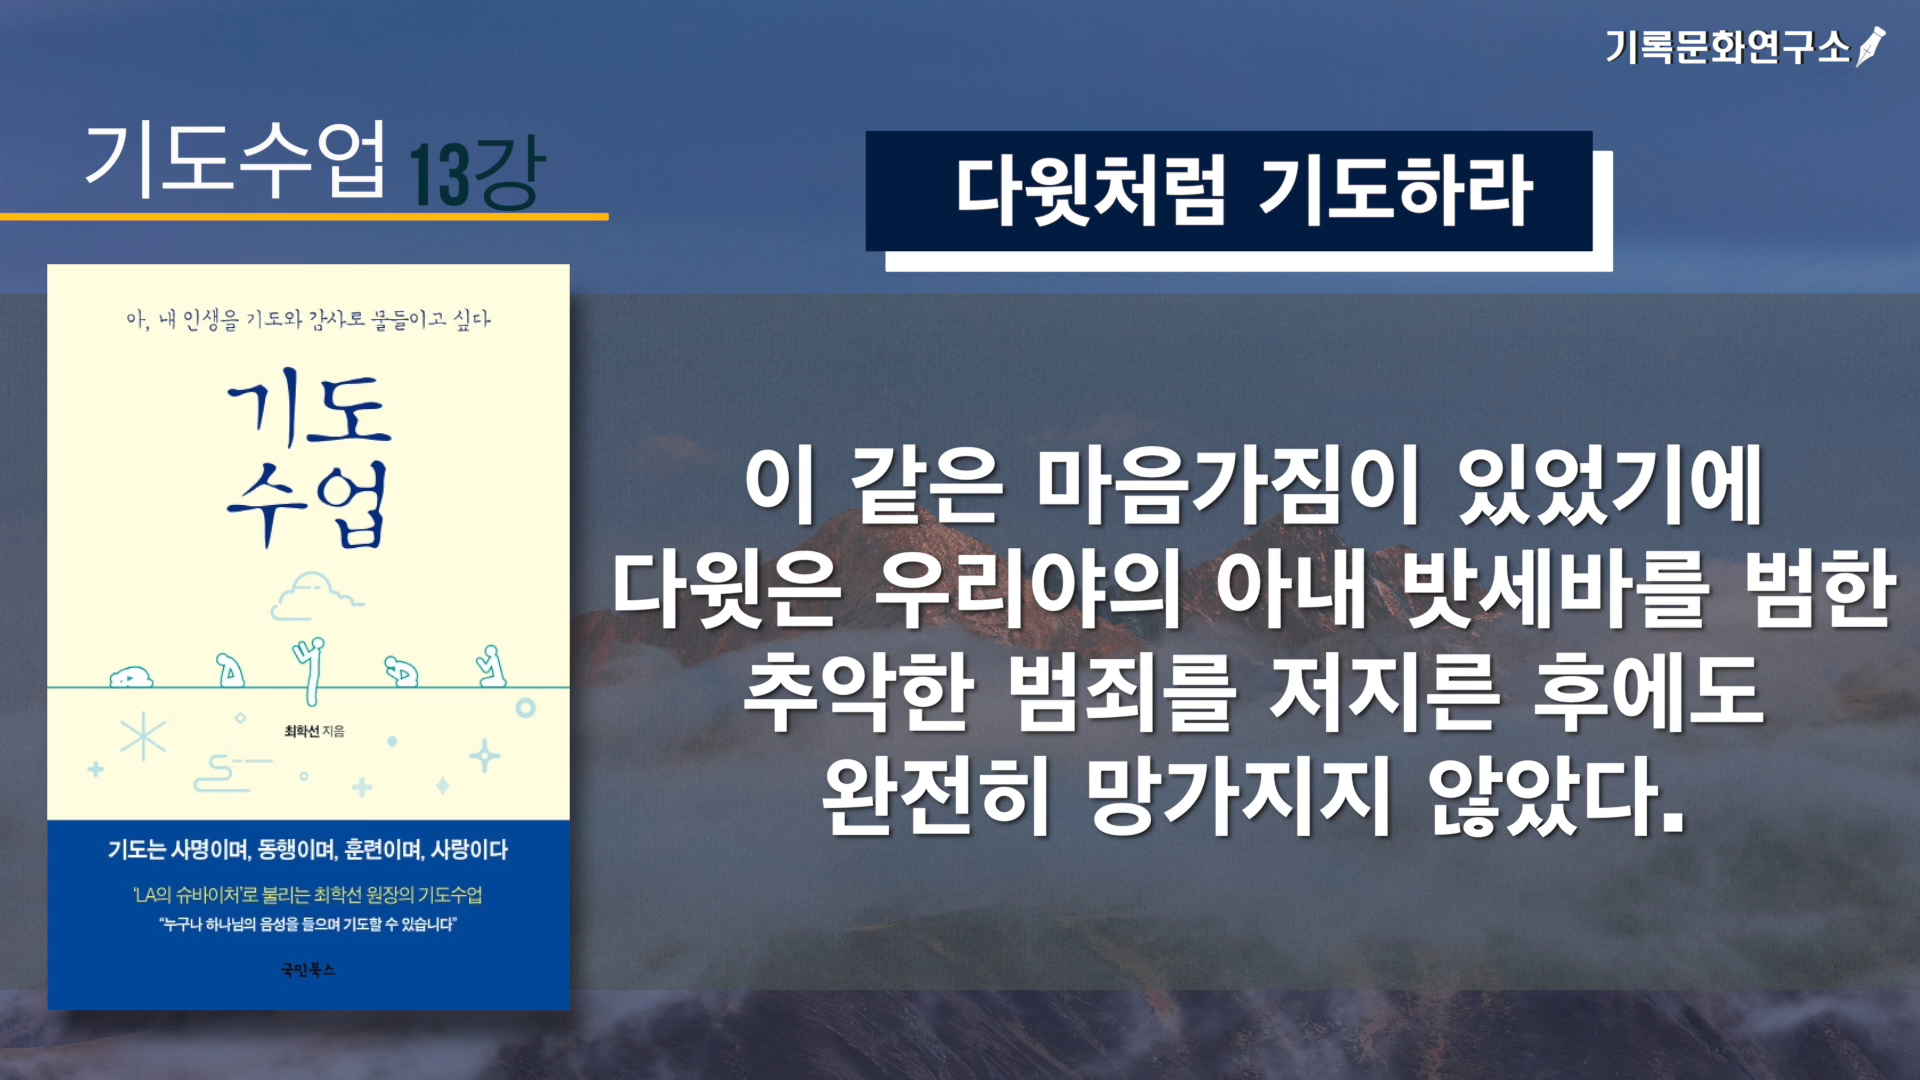 기록문화연구소
기도수업 13강
다윗처럼 기도하라
아, 내 인생을 기도와 감사로 물들이고 싶다
기도
수업
최학선 지음
기도는 사명이며, 동행이며, 훈련이며, 사랑이다
‘LA의 슈바이처’로 불리는 최학선 원장의 기도수업
“누구나 하나님의 음성을 들으며 기도할 수 있습니다”
국민북스
이 같은 마음가짐이 있었기에
다윗은 우리야의 아내 밧세바를 범한
추악한 범죄를 저지른 후에도
완전히 망가지지 않았다.